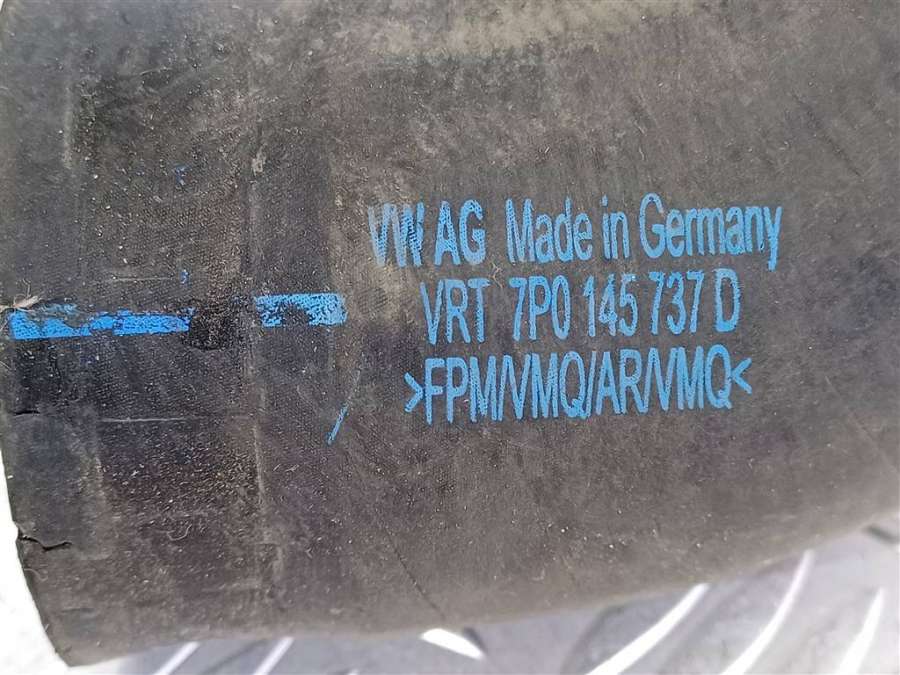 VW AG Made in Germany
VRT 7P0 145 737 D
>FPM/VMQ/AR/VMQ<